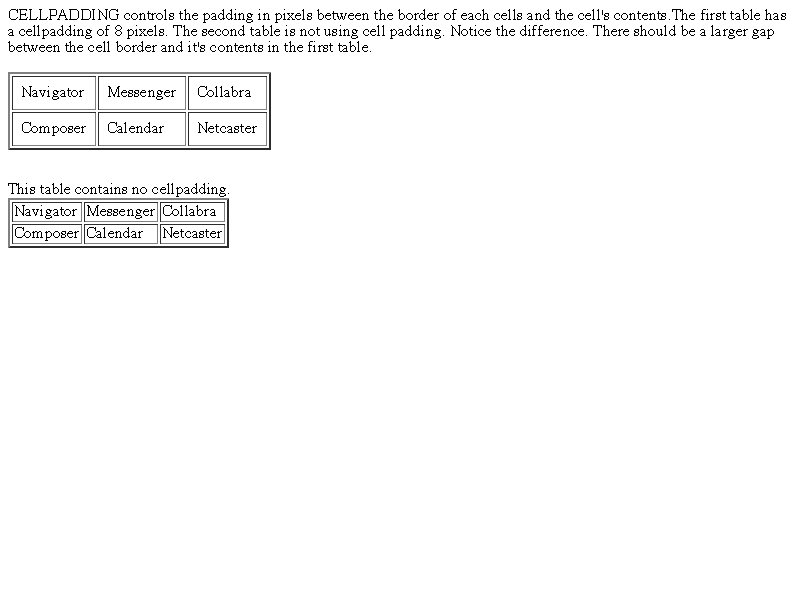 CELLPADDING controls the padding in pixels between the border of each cells and the cell's contents.The first table has
a cellpadding of 8 pixels. The second table is not using cell padding. Notice the difference. There should be a larger gap
between the cell border and it's contents in the first table.
Navigator Messenger Collabra
Composer Calendar Netcaster
This table contains no cellpadding.
Navigator Messenger Collabra
Composer Calendar Netcaster